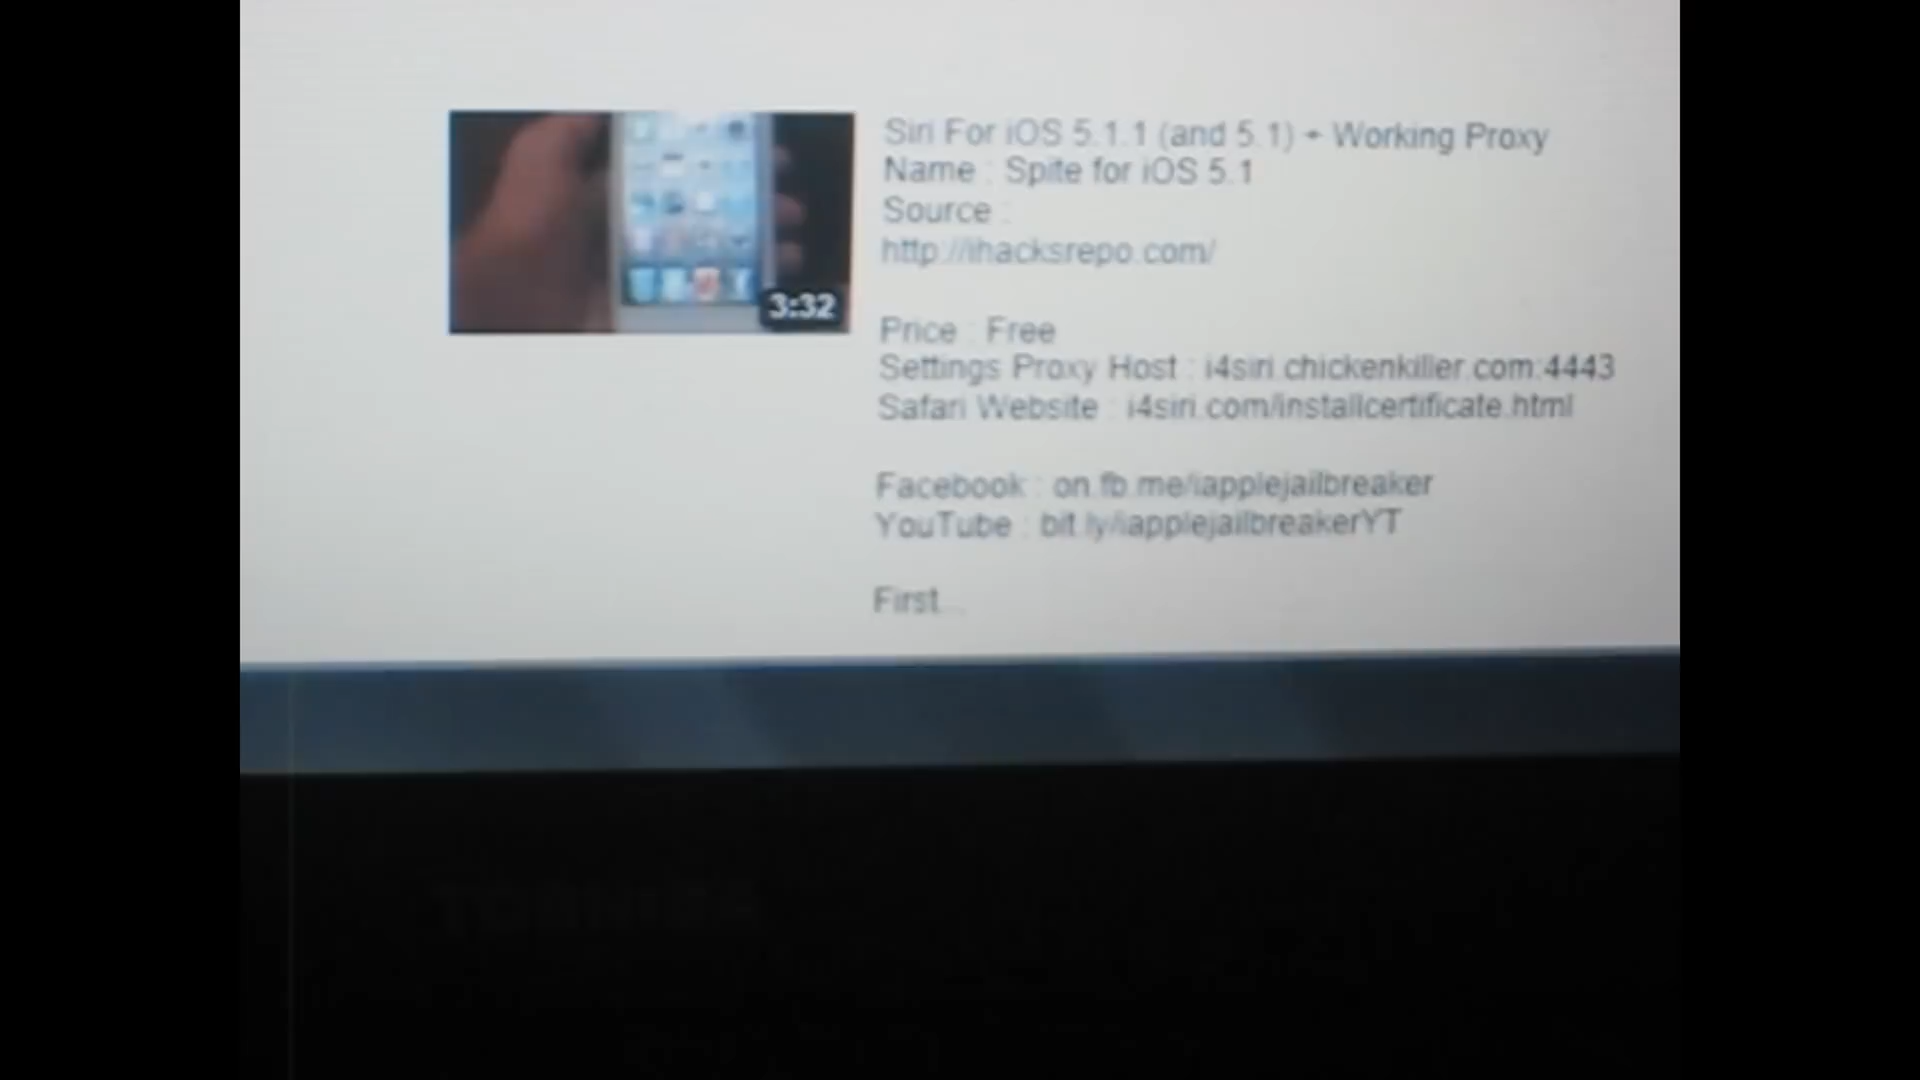 Siri For iOS 5.1.1 (and 5.1) + Working Proxy
Name : Spite for iOS 5.1
Source :
http://ihacksrepo.com/
3:32
Price : Free
Settings Proxy Host : i4siri.chickenkiller.com:4443
Safari Website : i4siri.com/installcertificate.html
Facebook : on.fb.me/iapplejailbreaker
YouTube : bit.ly/iapplejailbreakerYT
First...